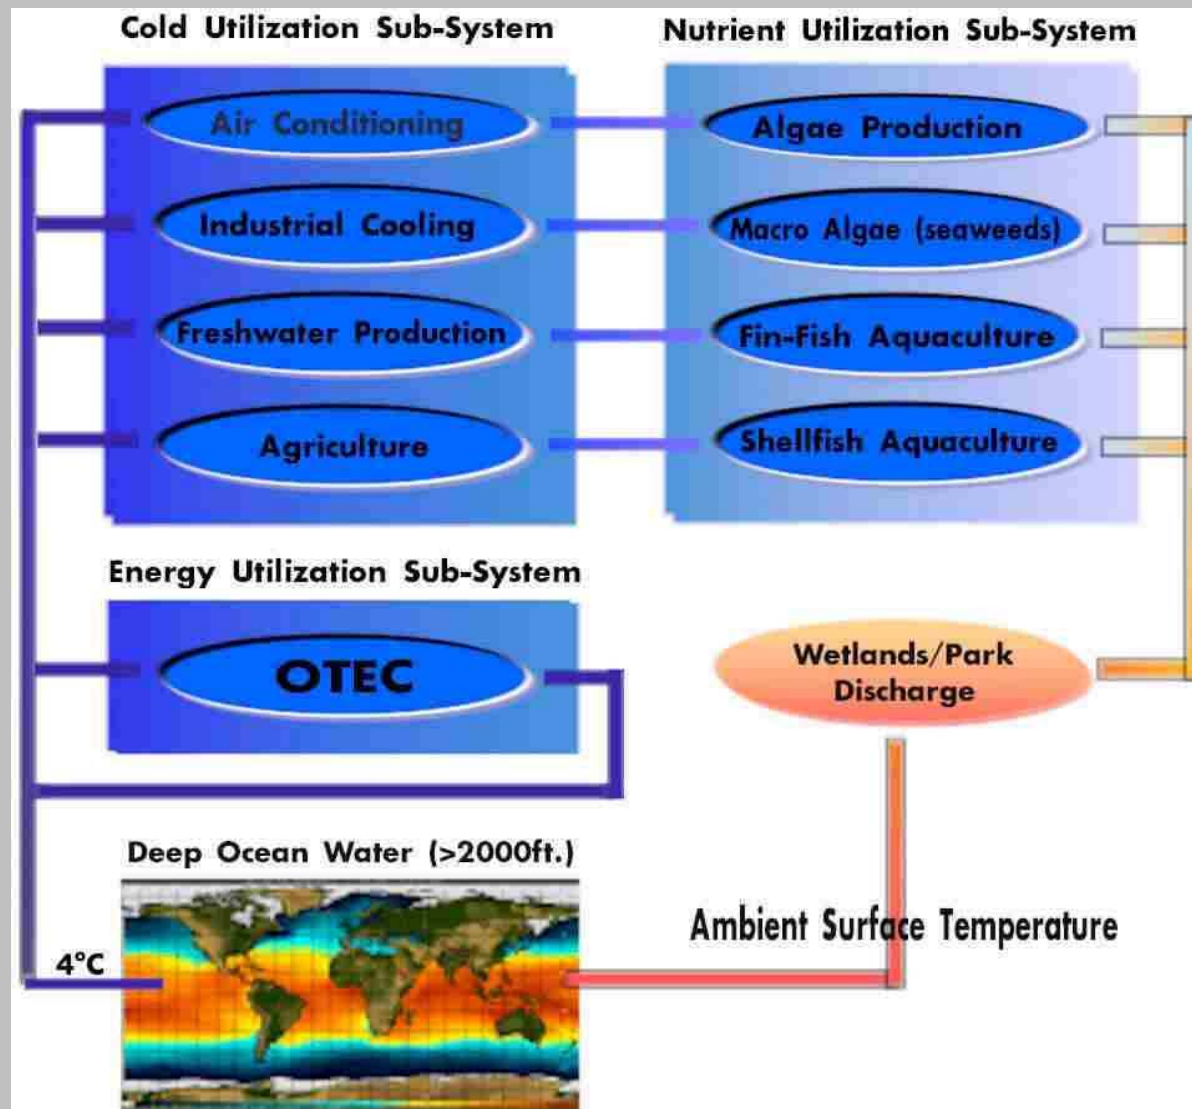 Cold Utilization Sub-System
Air Conditioning
Industrial Cooling
Freshwater Production
Agriculture
Nutrient Utilization Sub-System
Algae Production
Macro Algae (seaweeds)
Fin-Fish Aquaculture
Shellfish Aquaculture
Energy Utilization Sub-System
OTEC
Wetlands/Park
Discharge
Deep Ocean Water (>2000ft.)
4°C
Ambient Surface Temperature